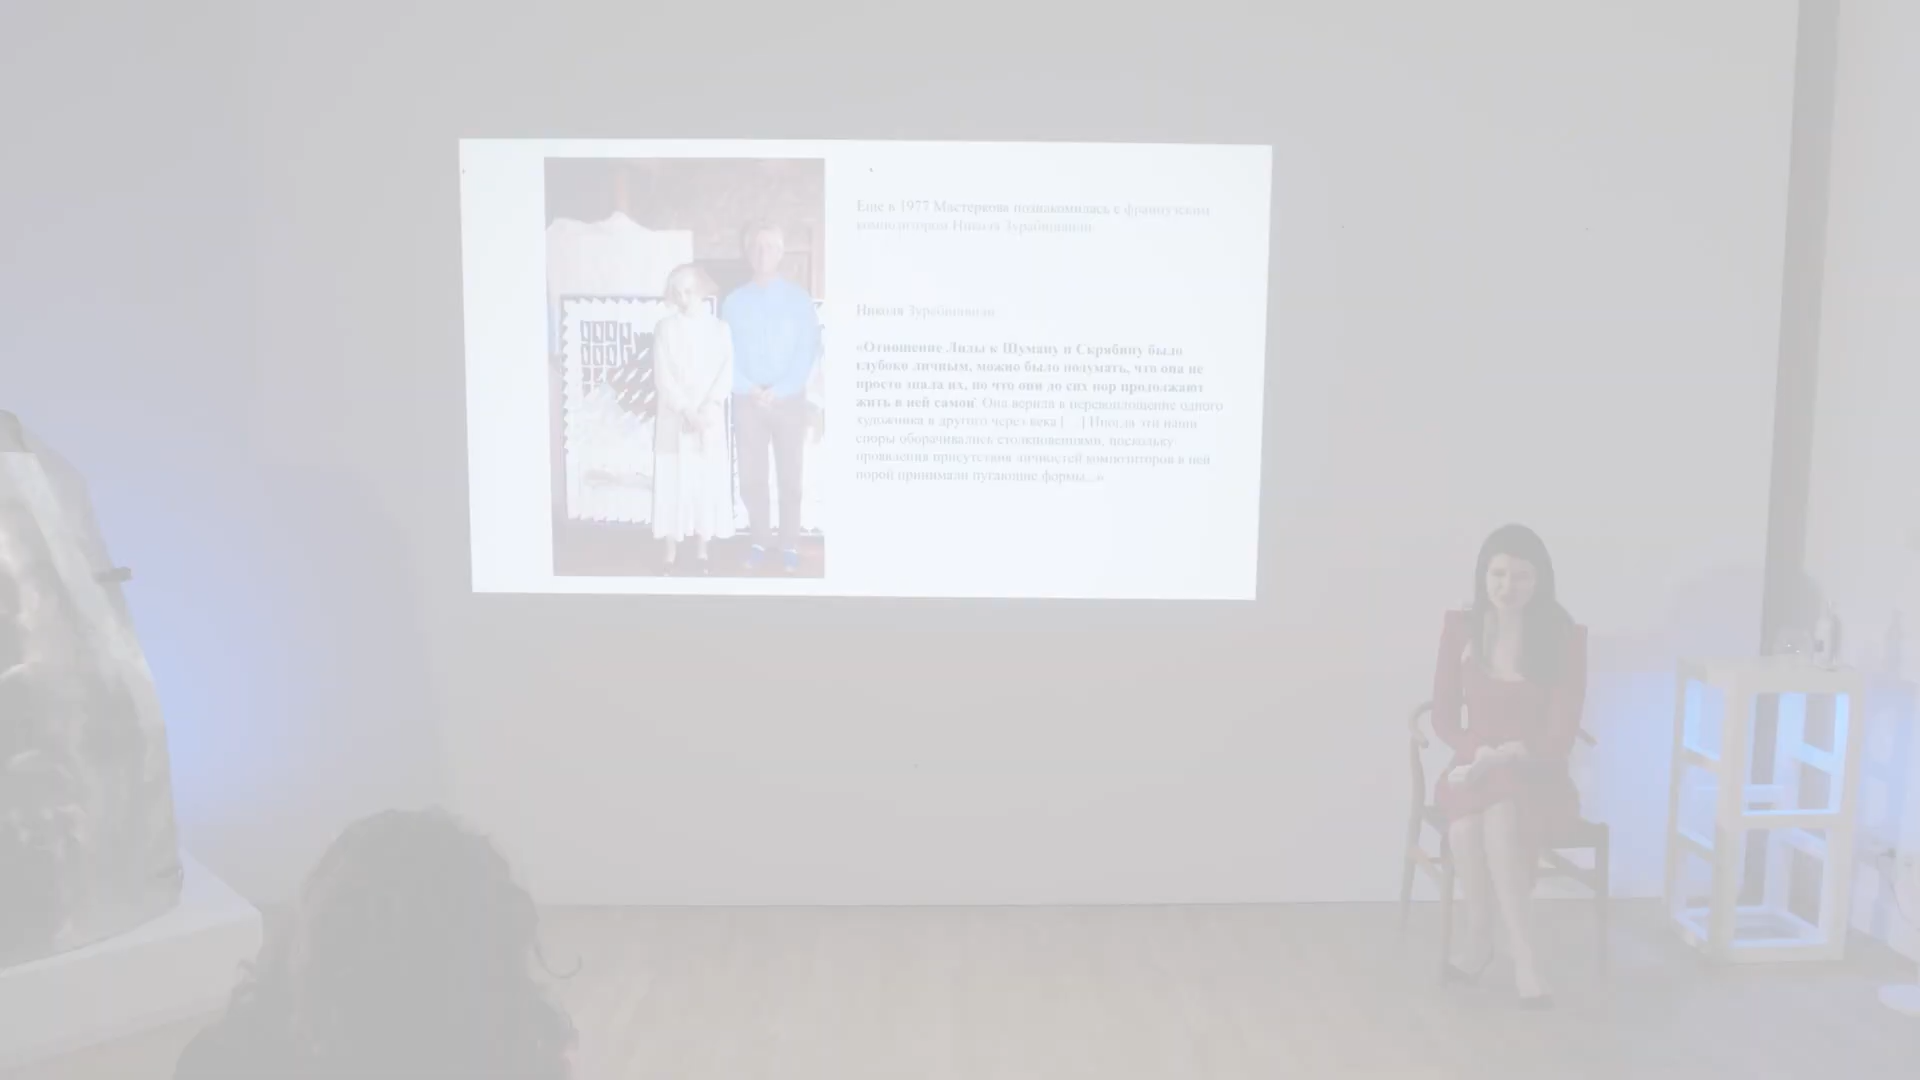 Еще в 1977 Мастеркова познакомилась с французским
композитором Николя Зурабишвили
Николя Зурабишвили
«Отношение Лиды к Шуману и Скрябину было
глубоко личным, можно было подумать, что она не
просто знала их, но что они до сих пор продолжают
жить в ней самой. Она верила в перевоплощение одного
художника в другого через века [...] Иногда эти наши
споры оборачивались столкновениями, поскольку
проявления присутствия личностей композиторов в ней
порой принимали пугающие формы...»